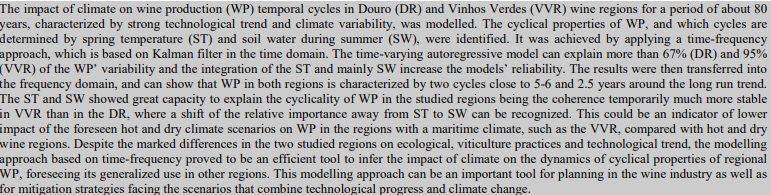 The impact of climate on wine production (WP) temporal cycles in Douro (DR) and Vinhos Verdes (VVR) wine regions for a period of about 80
years, characterized by strong technological trend and climate variability, was modelled. The cyclical properties of WP, and which cycles are
determined by spring temperature (ST) and soil water during summer (SW), were identified. It was achieved by applying a time-frequency
approach, which is based on Kalman filter in the time domain. The time-varying autoregressive model can explain more than 67% (DR) and 95%
(VVR) of the WP' variability and the integration of the ST and mainly SW increase the models' reliability. The results were then transferred into
the frequency domain, and can show that WP in both regions is characterized by two cycles close to 5-6 and 2.5 years around the long run trend.
The ST and SW showed great capacity to explain the cyclicality of WP in the studied regions being the coherence temporarily much more stable
in VVR than in the DR, where a shift of the relative importance away from ST to SW can be recognized. This could be an indicator of lower
impact of the foreseen hot and dry climate scenarios on WP in the regions with a maritime climate, such as the VVR, compared with hot and dry
wine regions. Despite the marked differences in the two studied regions on ecological, viticulture practices and technological trend, the modelling
approach based on time-frequency proved to be an efficient tool to infer the impact of climate on the dynamics of cyclical properties of regional
WP, foreseeing its generalized use in other regions. This modelling approach can be an important tool for planning in the wine industry as well as
for mitigation strategies facing the scenarios that combine technological progress and climate change.